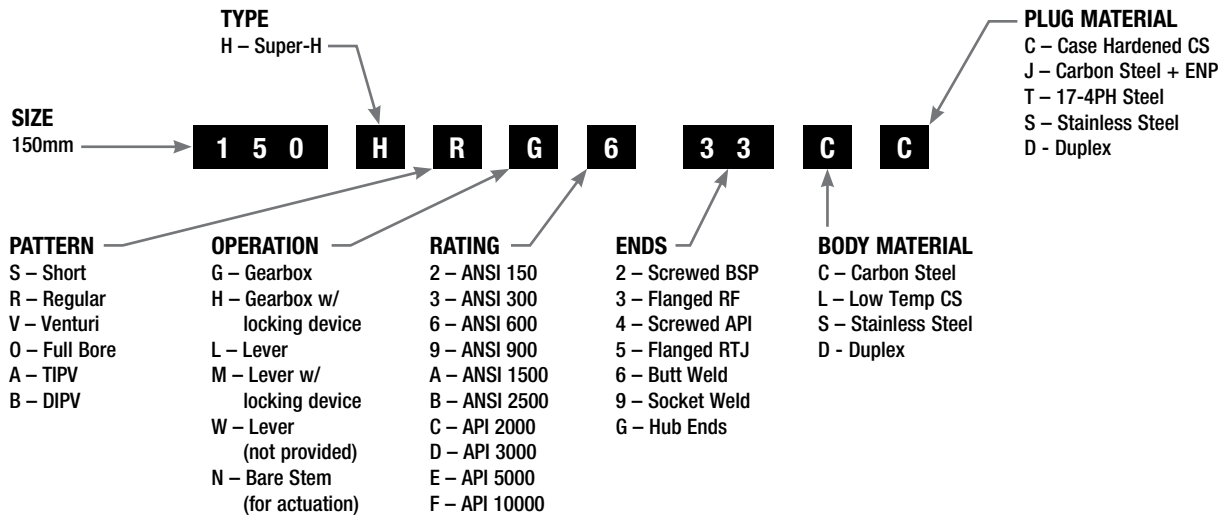 TYPE
H – Super-H
PLUG MATERIAL
C – Case Hardened CS
J – Carbon Steel + ENP
T – 17-4PH Steel
S – Stainless Steel
D - Duplex
SIZE
150mm
1 5 0 H R G 6 3 3 C C
PATTERN
S – Short
R – Regular
V – Venturi
O – Full Bore
A – TIPV
B – DIPV
OPERATION
G – Gearbox
H – Gearbox w/
locking device
L – Lever
M – Lever w/
locking device
W – Lever
(not provided)
N – Bare Stem
(for actuation)
RATING
2 – ANSI 150
3 – ANSI 300
6 – ANSI 600
9 – ANSI 900
A – ANSI 1500
B – ANSI 2500
C – API 2000
D – API 3000
E – API 5000
F – API 10000
ENDS
2 – Screwed BSP
3 – Flanged RF
4 – Screwed API
5 – Flanged RTJ
6 – Butt Weld
9 – Socket Weld
G – Hub Ends
BODY MATERIAL
C – Carbon Steel
L – Low Temp CS
S – Stainless Steel
D - Duplex